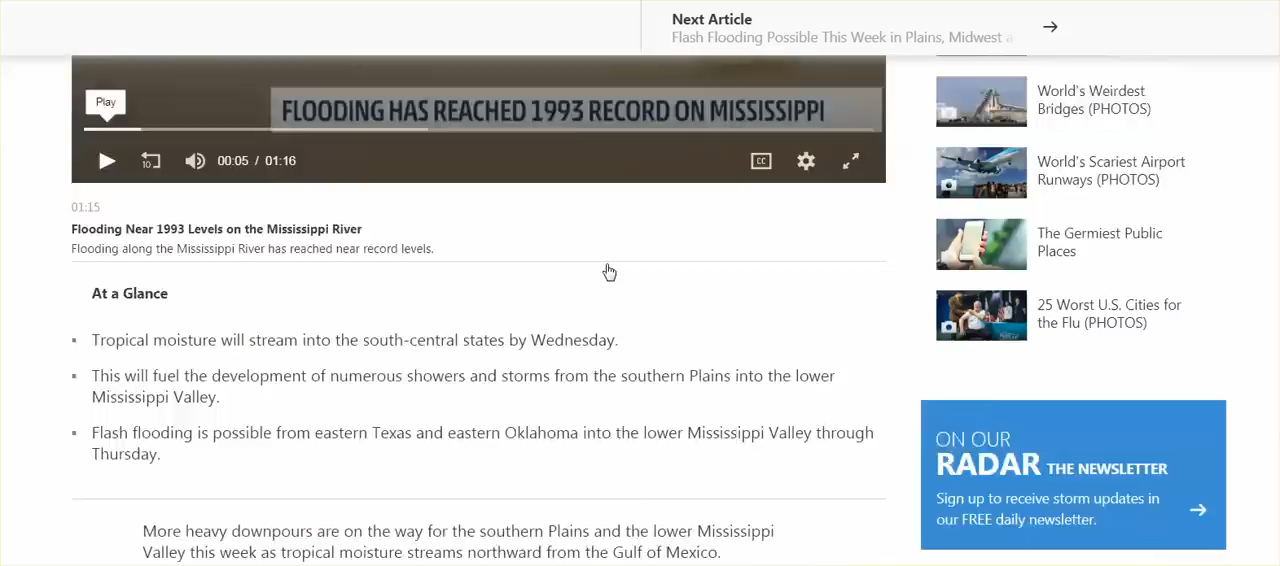 Next Article
Flash Flooding Possible This Week in Plains, Midwest a
Play
FLOODING HAS REACHED 1993 RECORD ON MISSISSIPPI
10
00:05 / 01:16
CC
01:15
Flooding Near 1993 Levels on the Mississippi River
Flooding along the Mississippi River has reached near record levels.
At a Glance
Tropical moisture will stream into the south-central states by Wednesday.
This will fuel the development of numerous showers and storms from the southern Plains into the lower
Mississippi Valley.
Flash flooding is possible from eastern Texas and eastern Oklahoma into the lower Mississippi Valley through
Thursday.
More heavy downpours are on the way for the southern Plains and the lower Mississippi
Valley this week as tropical moisture streams northward from the Gulf of Mexico.
World's Weirdest
Bridges (PHOTOS)
World's Scariest Airport
Runways (PHOTOS)
The Germiest Public
Places
25 Worst U.S. Cities for
the Flu (PHOTOS)
ON OUR
RADAR THE NEWSLETTER
Sign up to receive storm updates in
our FREE daily newsletter.